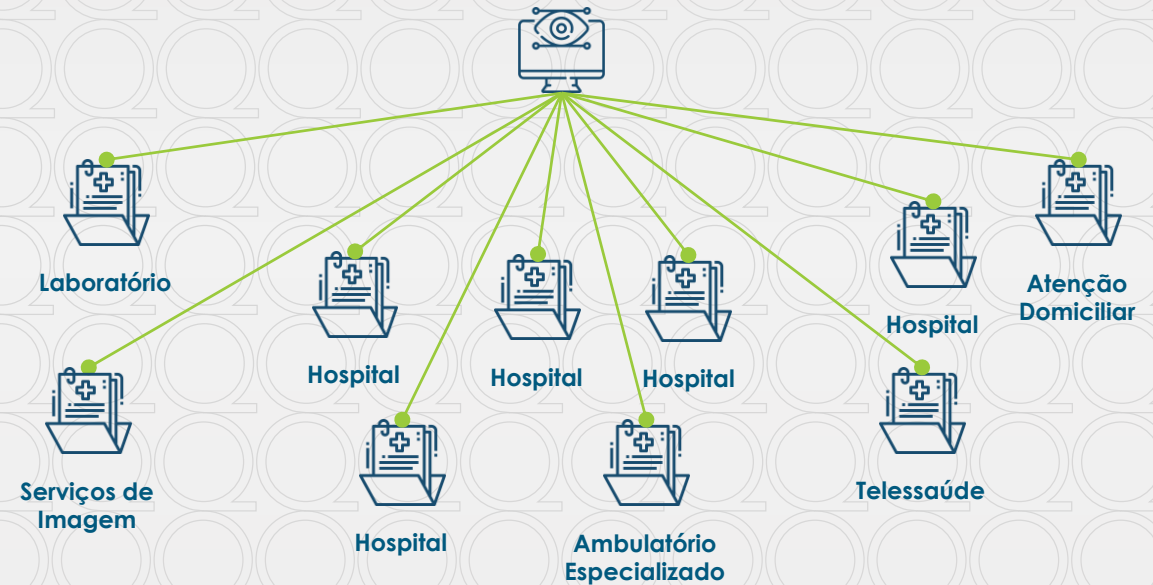 Laboratório
Atenção
Domiciliar
Hospital
Hospital
Hospital
Hospital
Serviços de
Imagem
Telessaúde
Hospital
Ambulatório
Especializado